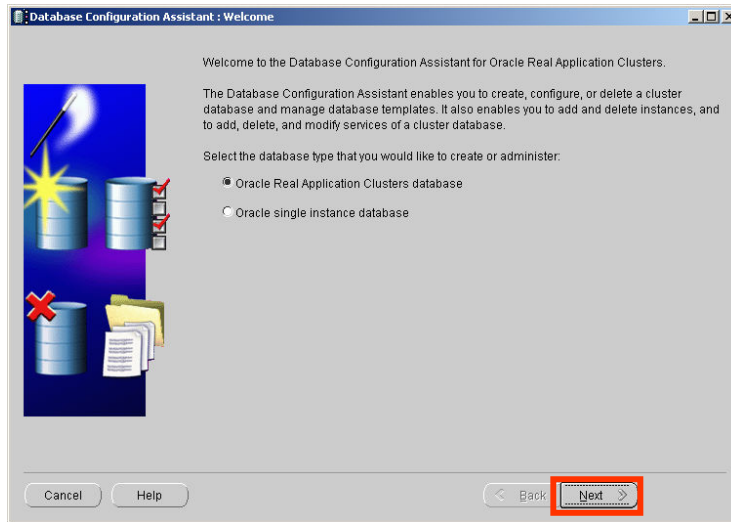 Database Configuration Assistant : Welcome
Welcome to the Database Configuration Assistant for Oracle Real Application Clusters.
The Database Configuration Assistant enables you to create, configure, or delete a cluster
database and manage database templates. It also enables you to add and delete instances, and
to add, delete, and modify services of a cluster database.
Select the database type that you would like to create or administer:
Oracle Real Application Clusters database
Oracle single instance database
Cancel
Help
Back
Next